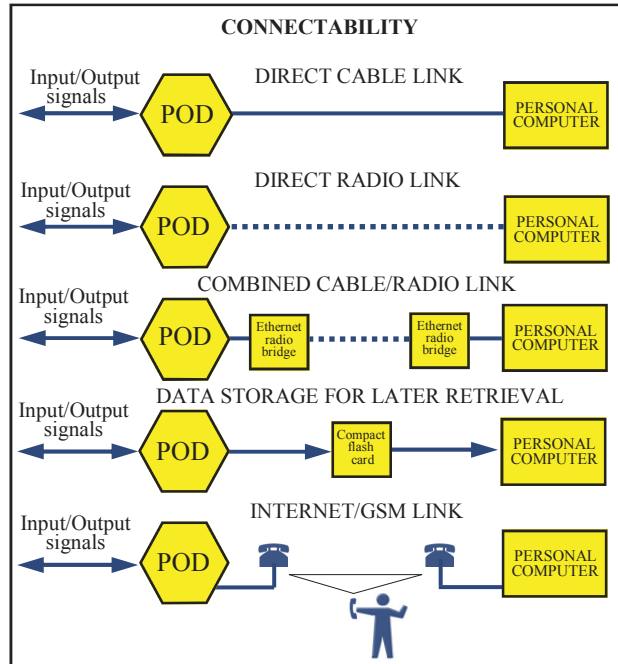 CONNECTABILITY
DIRECT CABLE LINK
Input/Output
signals
POD
PERSONAL
COMPUTER
DIRECT RADIO LINK
Input/Output
signals
POD
PERSONAL
COMPUTER
COMBINED CABLE/RADIO LINK
Input/Output
signals
POD
Ethernet
radio
bridge
Ethernet
radio
bridge
PERSONAL
COMPUTER
DATA STORAGE FOR LATER RETRIEVAL
Input/Output
signals
POD
Compact
flash
card
PERSONAL
COMPUTER
INTERNET/GSM LINK
Input/Output
signals
POD
PERSONAL
COMPUTER